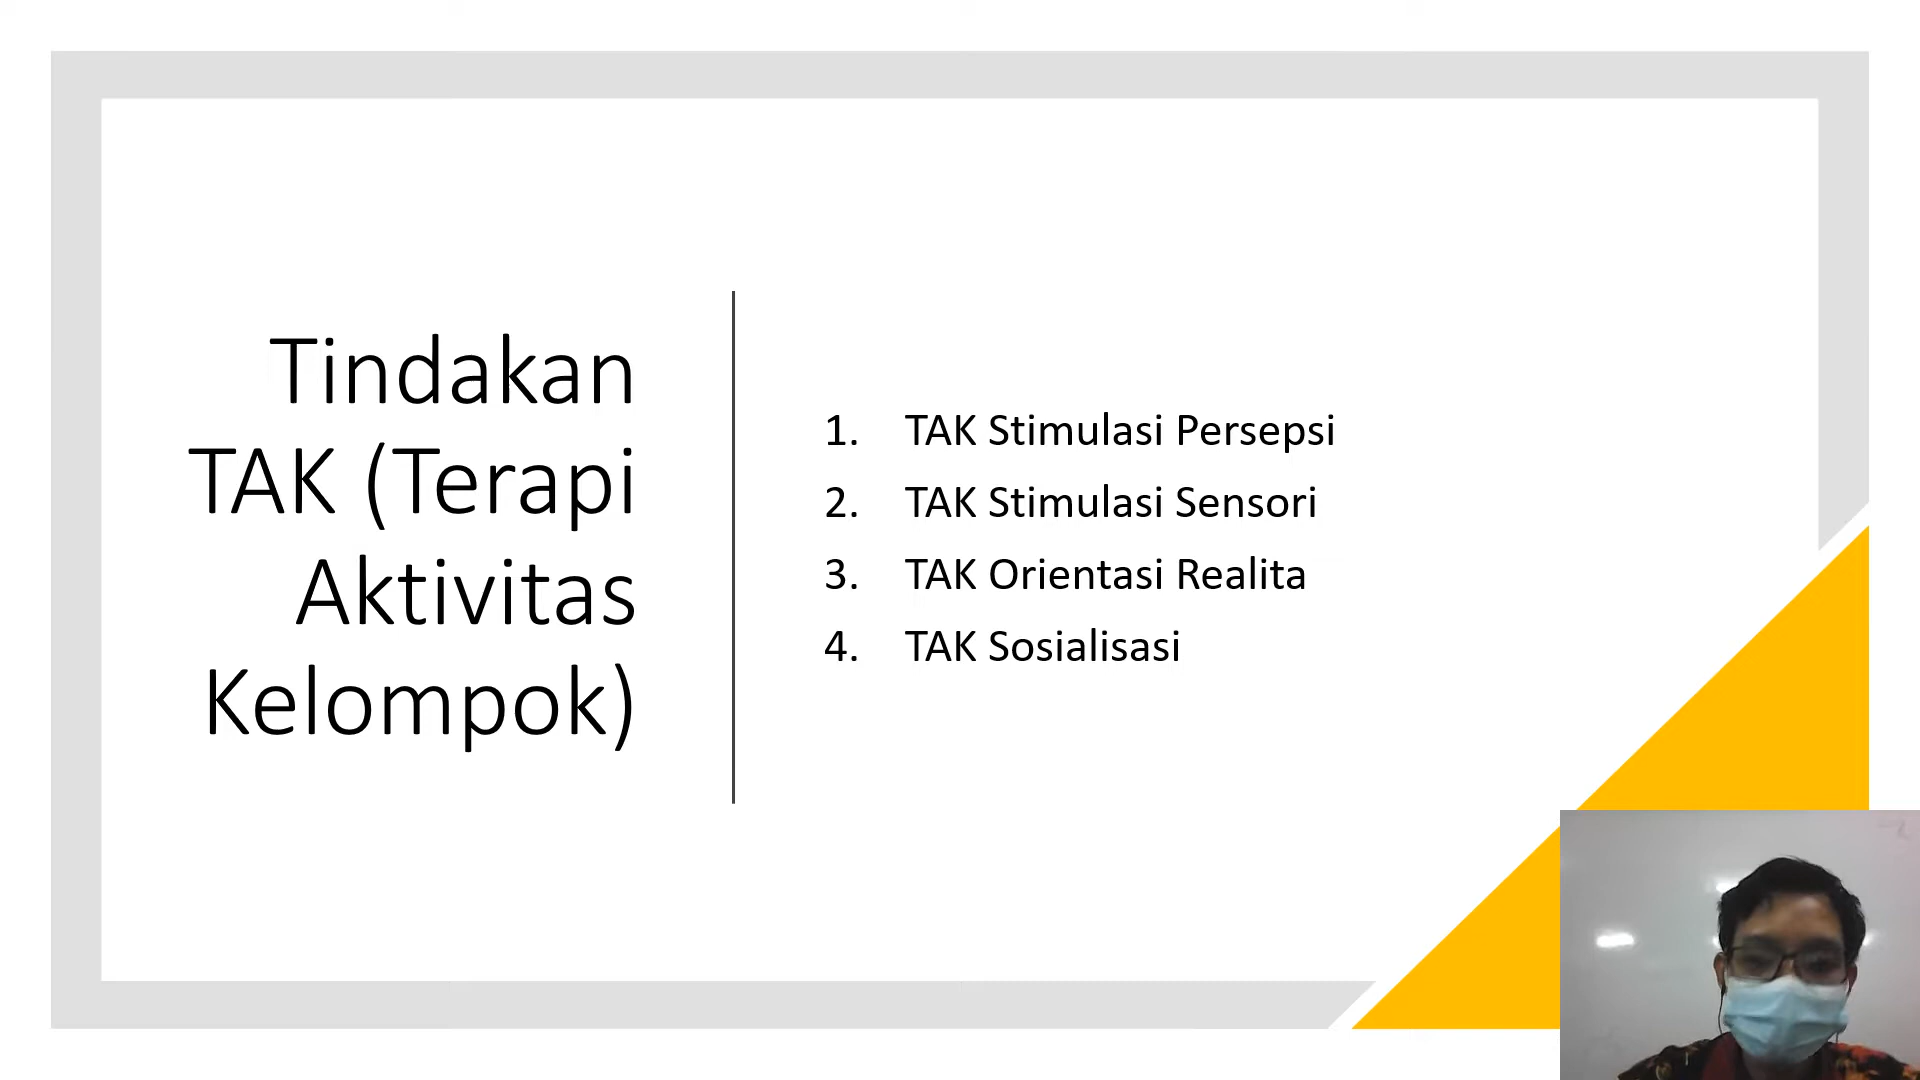 Tindakan
TAK (Terapi
Aktivitas
Kelompok)
1. TAK Stimulasi Persepsi
2. TAK Stimulasi Sensori
3. TAK Orientasi Realita
4. TAK Sosialisasi